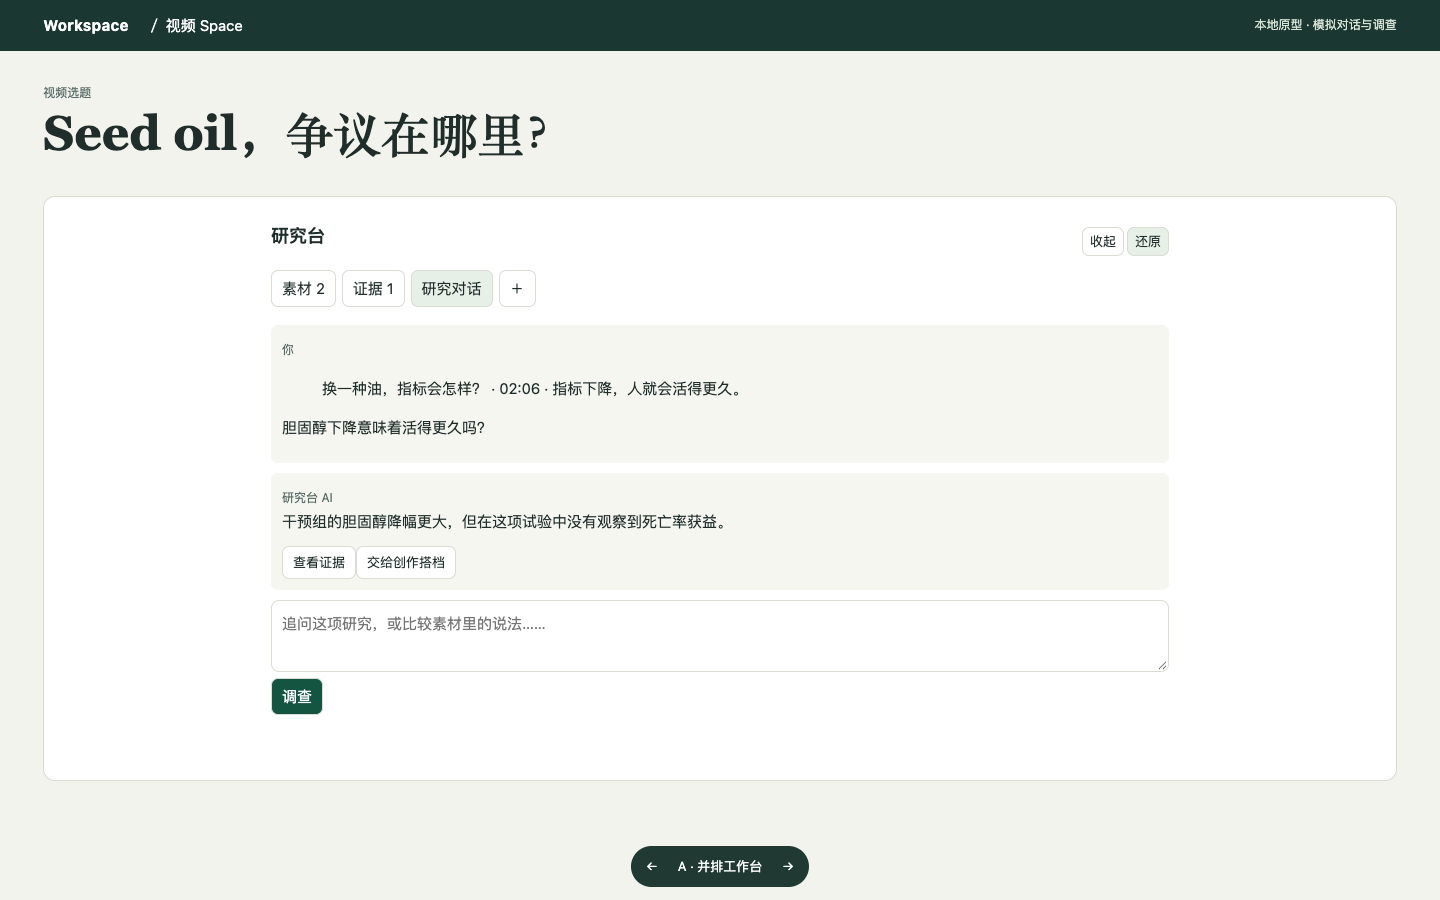 Workspace / 视频 Space
本地原型 · 模拟对话与调查
视频选题
Seed oil，争议在哪里？
研究台
收起 还原
素材 2 证据 1 研究对话 +
你
换一种油，指标会怎样？ · 02:06 · 指标下降，人就会活得更久。
胆固醇下降意味着活得更久吗？
研究台 AI
干预组的胆固醇降幅更大，但在这项试验中没有观察到死亡率获益。
查看证据 交给创作搭档
追问这项研究，或比较素材里的说法……
调查
← A · 并排工作台 →